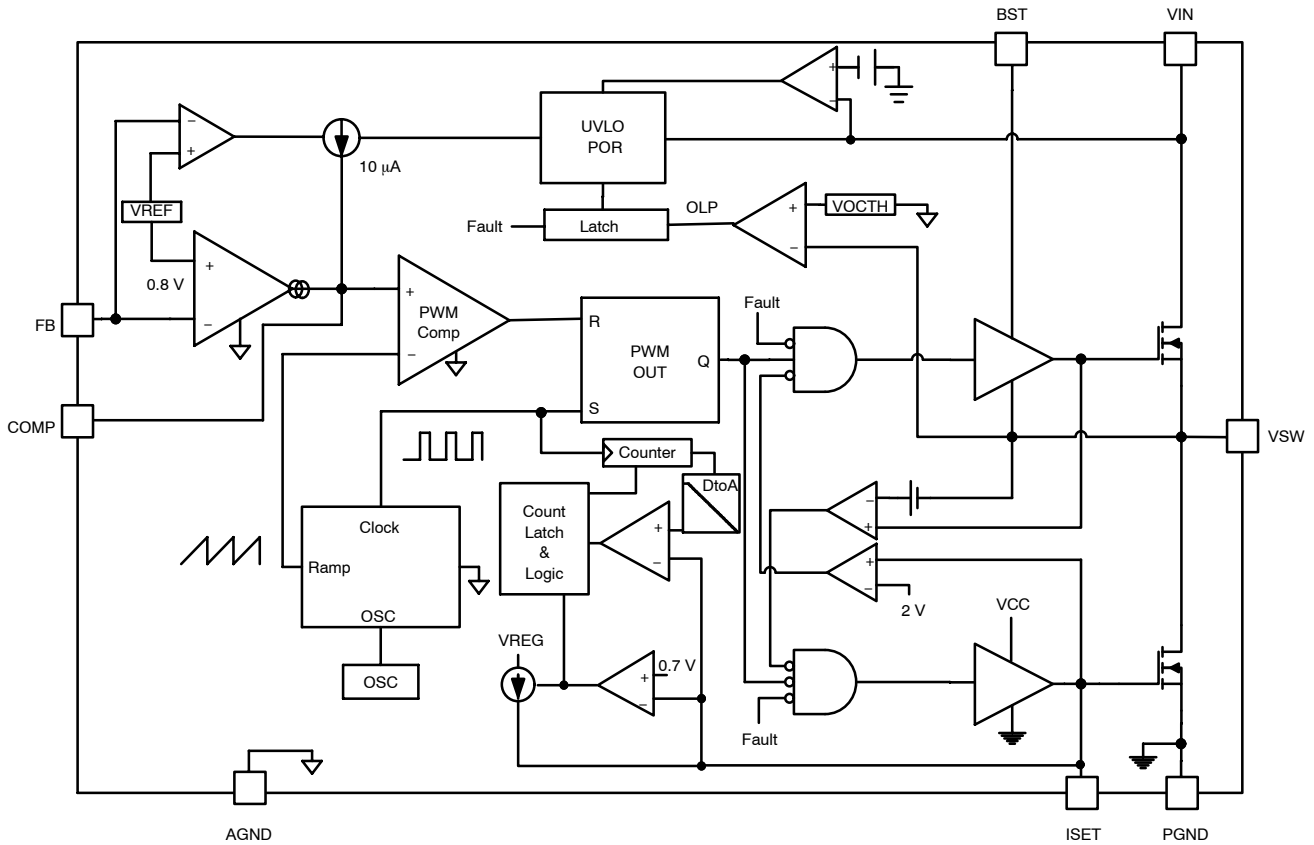 BST
VIN
+
−
UVLO
POR
−
+
10 μA
VREF
Fault
Latch
OLP
+
−
VOCTH
0.8 V
+
−
FB
+
PWM
Comp
−
R
PWM
OUT
Q
S
Fault
COMP
VSW
Counter
DtoA
Count
Latch
&
Logic
+
−
−
+
+
−
2 V
Clock
Ramp
OSC
OSC
VREG
0.7 V
+
−
VCC
Fault
AGND
ISET
PGND